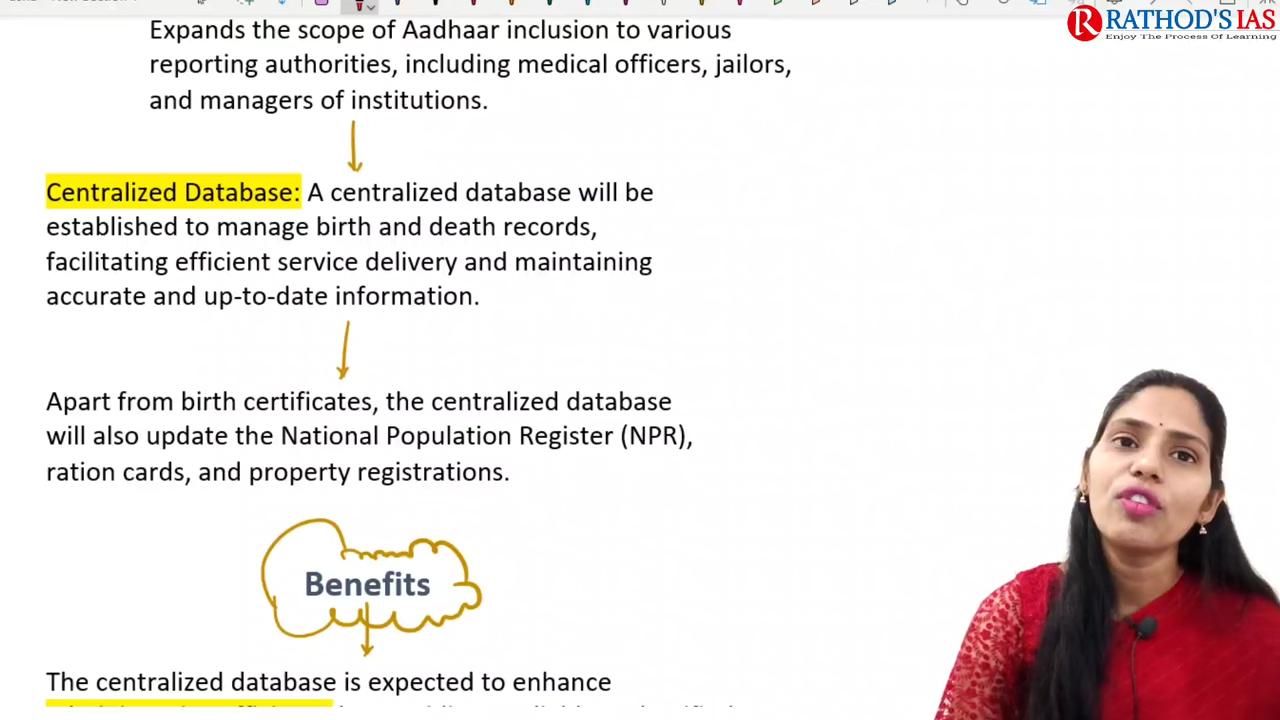 RATHOD'S IAS
Enjoy The Process Of Learning
Expands the scope of Aadhaar inclusion to various
reporting authorities, including medical officers, jailors,
and managers of institutions.
Centralized Database: A centralized database will be
established to manage birth and death records,
facilitating efficient service delivery and maintaining
accurate and up-to-date information.
Apart from birth certificates, the centralized database
will also update the National Population Register (NPR),
ration cards, and property registrations.
Benefits
The centralized database is expected to enhance